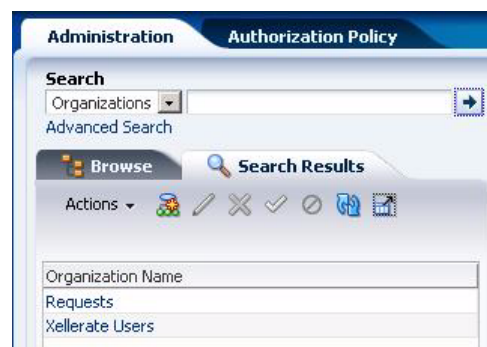 Administration Authorization Policy
Search
Organizations
Advanced Search
Browse Search Results
Actions
Organization Name
Requests
Xellerate Users